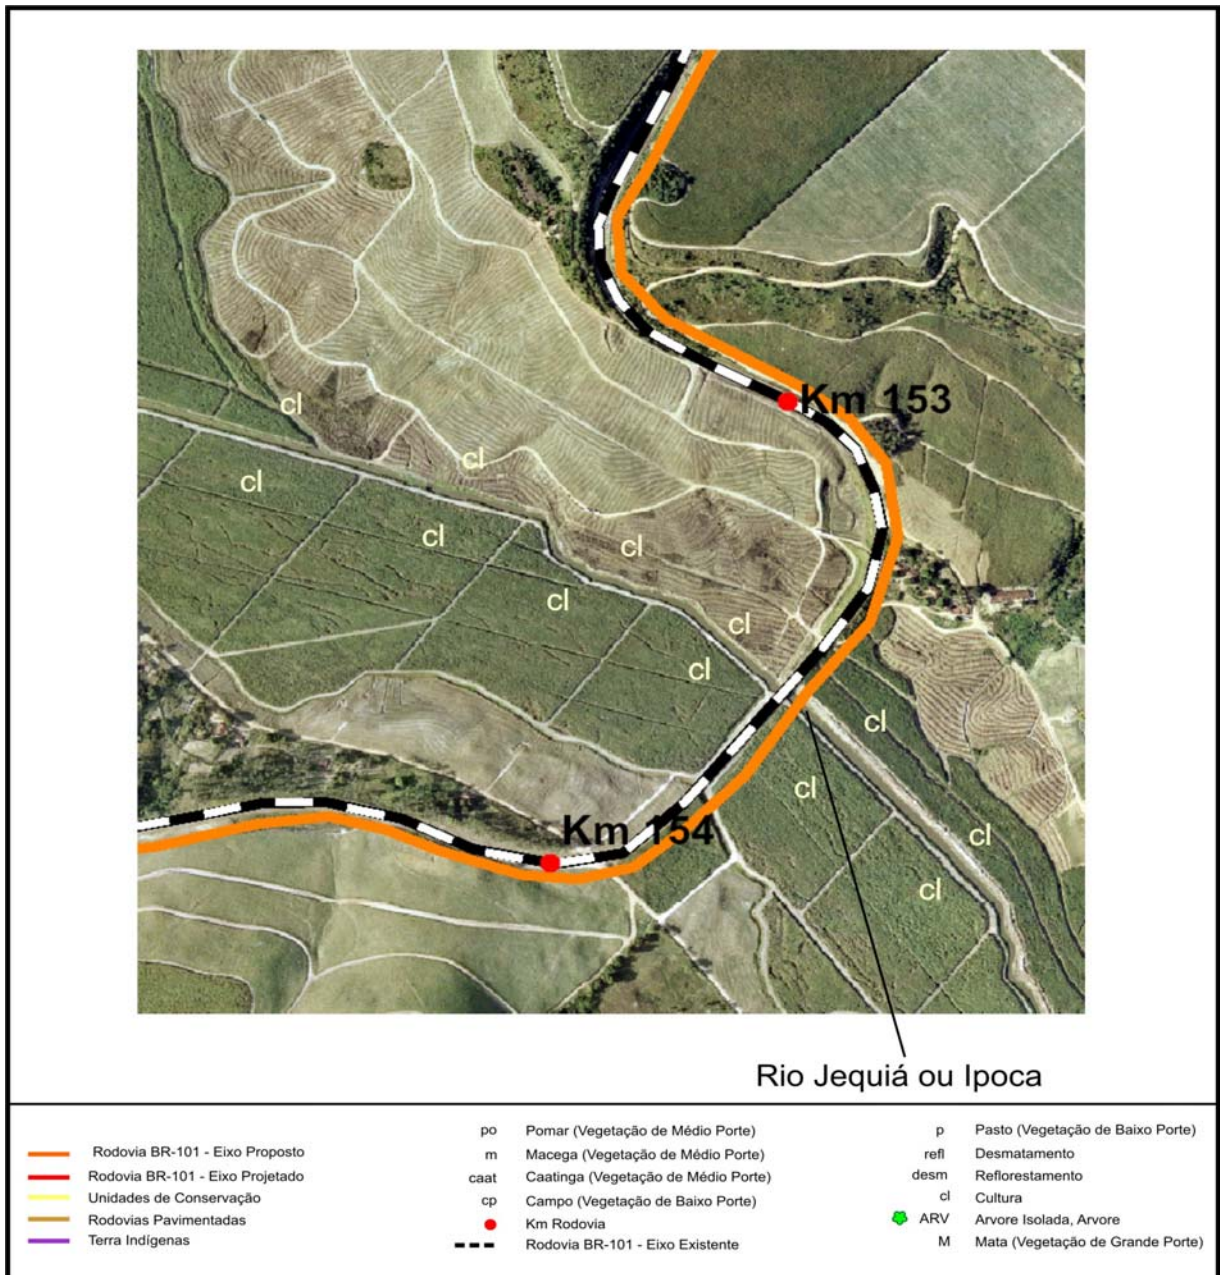 Km 153
cl
cl
cl
cl
cl
cl
cl
cl
cl
cl
Km 154
cl
cl
Rio Jequiá ou Ipoca
Rodovia BR-101 - Eixo Proposto
Rodovia BR-101 - Eixo Projetado
Unidades de Conservação
Rodovias Pavimentadas
Terra Indígenas
po Pomar (Vegetação de Médio Porte)
m Macega (Vegetação de Médio Porte)
caat Caatinga (Vegetação de Médio Porte)
cp Campo (Vegetação de Baixo Porte)
Km Rodovia
Rodovia BR-101 - Eixo Existente
p Pasto (Vegetação de Baixo Porte)
refl Desmatamento
desm Reflorestamento
cl Cultura
ARV Arvore Isolada, Arvore
M Mata (Vegetação de Grande Porte)